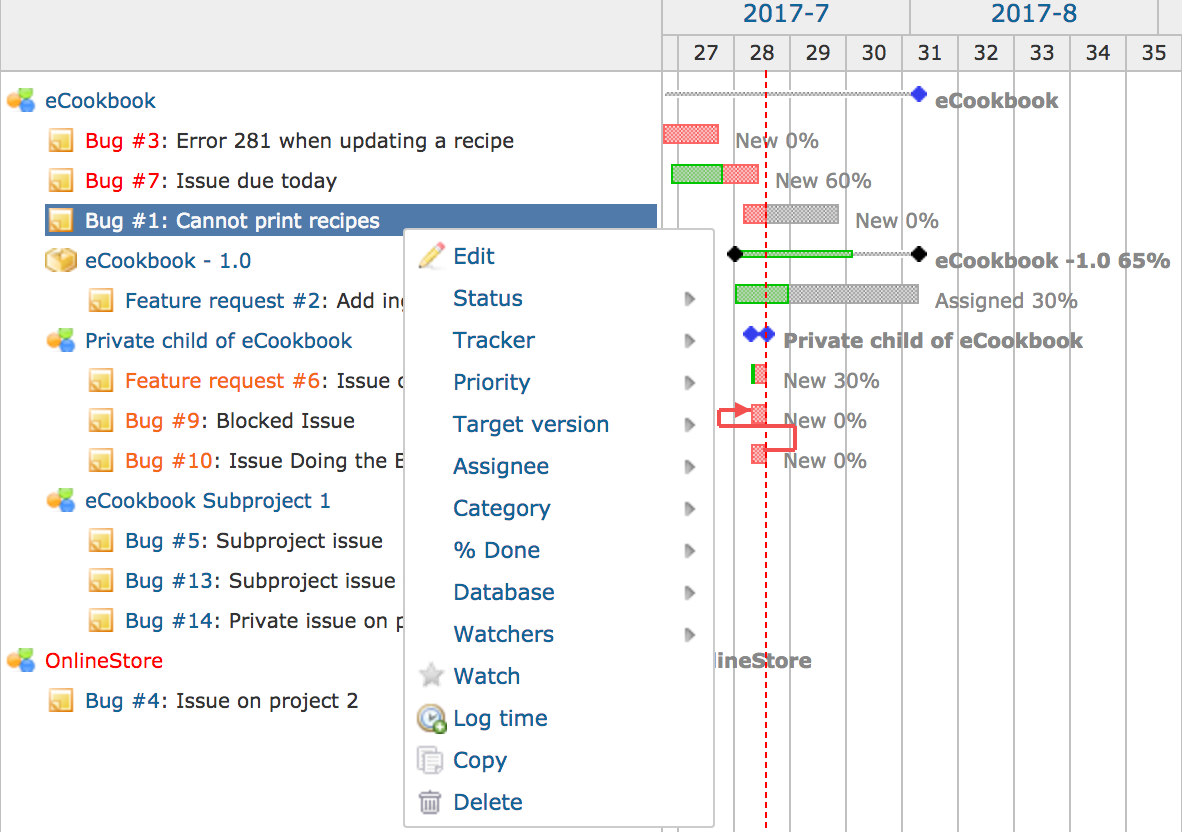 2017-7 2017-8
27 28 29 30 31 32 33 34 35
eCookbook eCookbook
Bug #3: Error 281 when updating a recipe New 0%
Bug #7: Issue due today New 60%
Bug #1: Cannot print recipes New 0%
eCookbook - 1.0 eCookbook -1.0 65%
Feature request #2: Add Assigned 30%
Private child of eCookbook Private child of eCookbook
Feature request #6: Issue New 30%
Bug #9: Blocked Issue New 0%
Bug #10: Issue Doing the New 0%
eCookbook Subproject 1
Bug #5: Subproject issue
Bug #13: Subproject issue
Bug #14: Private issue on
OnlineStore lineStore
Bug #4: Issue on project 2
Edit
Status
Tracker
Priority
Target version
Assignee
Category
% Done
Database
Watchers
Watch
Log time
Copy
Delete